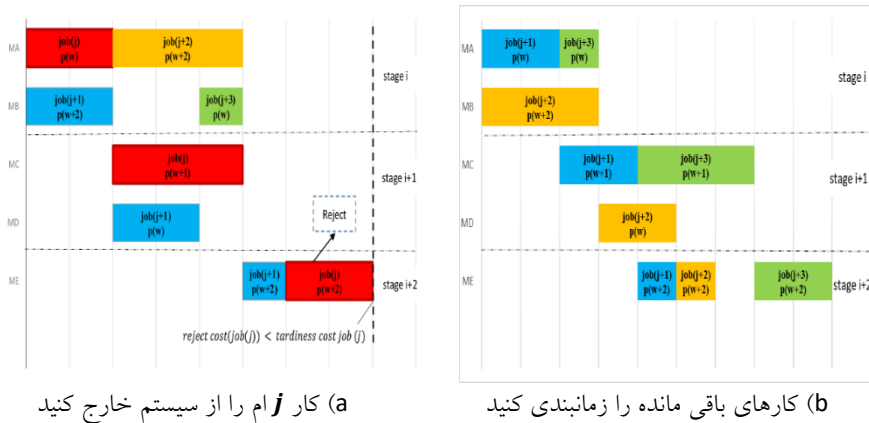 MA
job(j)
p(w)
job(j+2)
p(w+2)
stage i
MB
job(j+1)
p(w+2)
job(j+3)
p(w)
MC
job(j)
p(w+1)
stage i+1
MD
job(j+1)
p(w)
Reject
ME
job(j+1)
p(w+2)
job(j)
p(w+2)
stage i+2
reject cost(job(j)) < tardiness cost job (j)
a) کار j ام را از سیستم خارج کنید
MA
job(j+1)
p(w)
job(j+3)
p(w)
stage i
MB
job(j+2)
p(w+2)
MC
job(j+1)
p(w+1)
job(j+3)
p(w+1)
stage i+1
MD
job(j+2)
p(w)
ME
job(j+1)
p(w+2)
job(j+2)
p(w+2)
job(j+3)
p(w+2)
stage i+2
b) کارهای باقی مانده را زمانبندی کنید